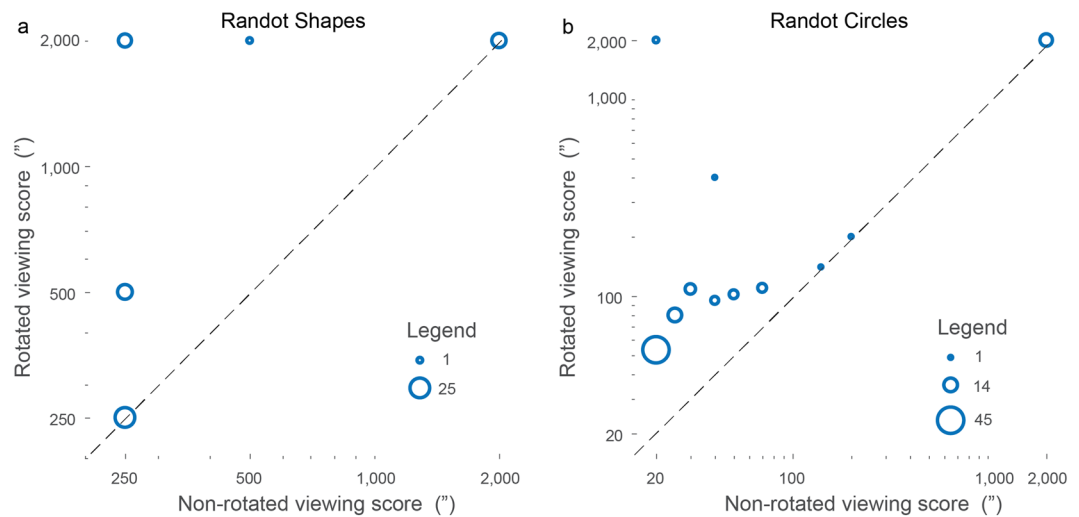 a
Randot Shapes
2,000
1,000
500
250
Rotated viewing score (”)
Legend
1
25
250
500
1,000
2,000
Non-rotated viewing score (”)
b
Randot Circles
2,000
1,000
100
20
Rotated viewing score (”)
Legend
1
14
45
20
100
1,000
2,000
Non-rotated viewing score (”)